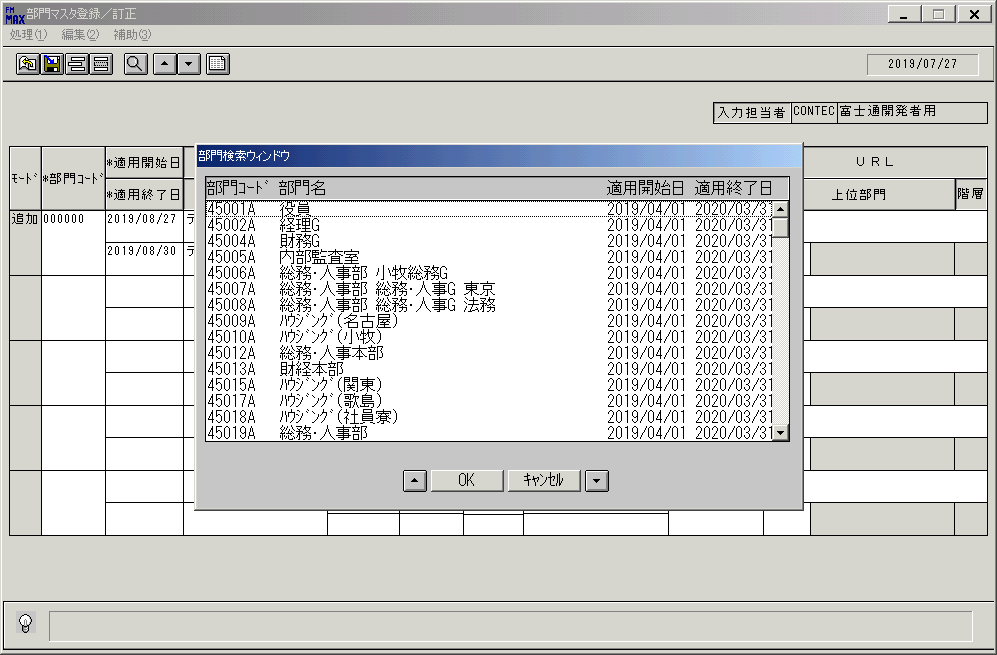 FM MAX 部門マスタ登録／訂正
処理(1) 編集(2) 補助(3)
2019/07/27
入力担当者 CONTEC 富士通開発者用
ﾓｰﾄﾞ *部門ｺｰﾄﾞ *適用開始日 URL
*適用終了日 上位部門 階層
追加 000000 2019/08/27 テ
2019/08/30 テ
部門検索ウィンドウ
部門ｺｰﾄﾞ 部門名 適用開始日 適用終了日
45001A 役員 2019/04/01 2020/03/31
45002A 経理G 2019/04/01 2020/03/31
45004A 財務G 2019/04/01 2020/03/31
45005A 内部監査室 2019/04/01 2020/03/31
45006A 総務･人事部 小牧総務G 2019/04/01 2020/03/31
45007A 総務･人事部 総務･人事G 東京 2019/04/01 2020/03/31
45008A 総務･人事部 総務･人事G 法務 2019/04/01 2020/03/31
45009A ﾊｳｼﾞﾝｸﾞ(名古屋) 2019/04/01 2020/03/31
45010A ﾊｳｼﾞﾝｸﾞ(小牧) 2019/04/01 2020/03/31
45012A 総務･人事本部 2019/04/01 2020/03/31
45013A 財経本部 2019/04/01 2020/03/31
45015A ﾊｳｼﾞﾝｸﾞ(関東) 2019/04/01 2020/03/31
45017A ﾊｳｼﾞﾝｸﾞ(歌島) 2019/04/01 2020/03/31
45018A ﾊｳｼﾞﾝｸﾞ(社員寮) 2019/04/01 2020/03/31
45019A 総務･人事部 2019/04/01 2020/03/31
OK ｷｬﾝｾﾙ